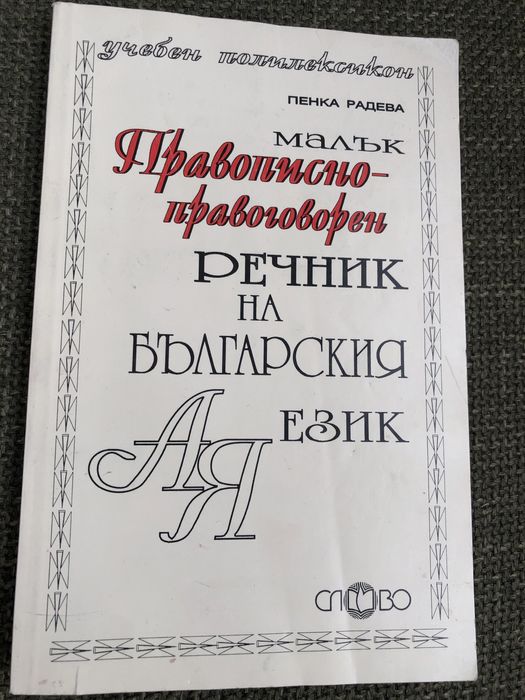 учебен полилексикон
ПЕНКА РАДЕВА
малък
Правописно-
правоговорен
РЕЧНИК
НА
БЪЛГАРСКИЯ
ЕЗИК
АЯ
СЛОВО